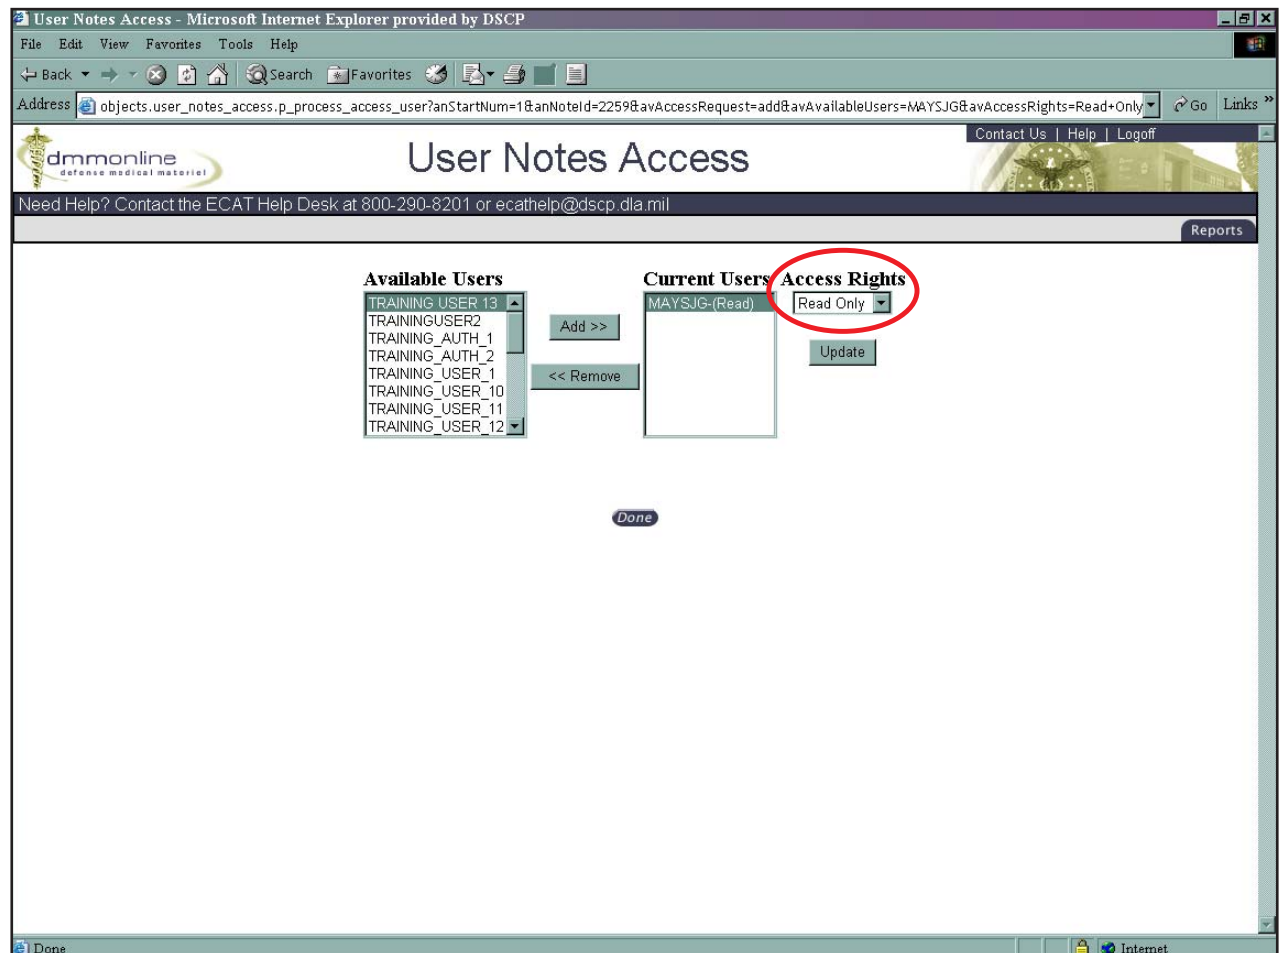 User Notes Access - Microsoft Internet Explorer provided by DSCP
File Edit View Favorites Tools Help
Back Search Favorites
Address objects.user_notes_access.p_process_access_user?anStartNum=1&anNoteId=2259&avAccessRequest=add&avAvailableUsers=MAYSJG&avAccessRights=Read+Only Go Links »
Contact Us | Help | Logoff
dmmonline
defense medical materiel
User Notes Access
Need Help? Contact the ECAT Help Desk at 800-290-8201 or ecathelp@dscp.dla.mil
Reports
Available Users Current Users Access Rights
TRAINING USER 13 MAYSJG-(Read) Read Only
TRAININGUSER2
Add >>
TRAINING_AUTH_1
TRAINING_AUTH_2 Update
TRAINING_USER_1
<< Remove
TRAINING_USER_10
TRAINING_USER_11
TRAINING_USER_12
Done
Done Internet